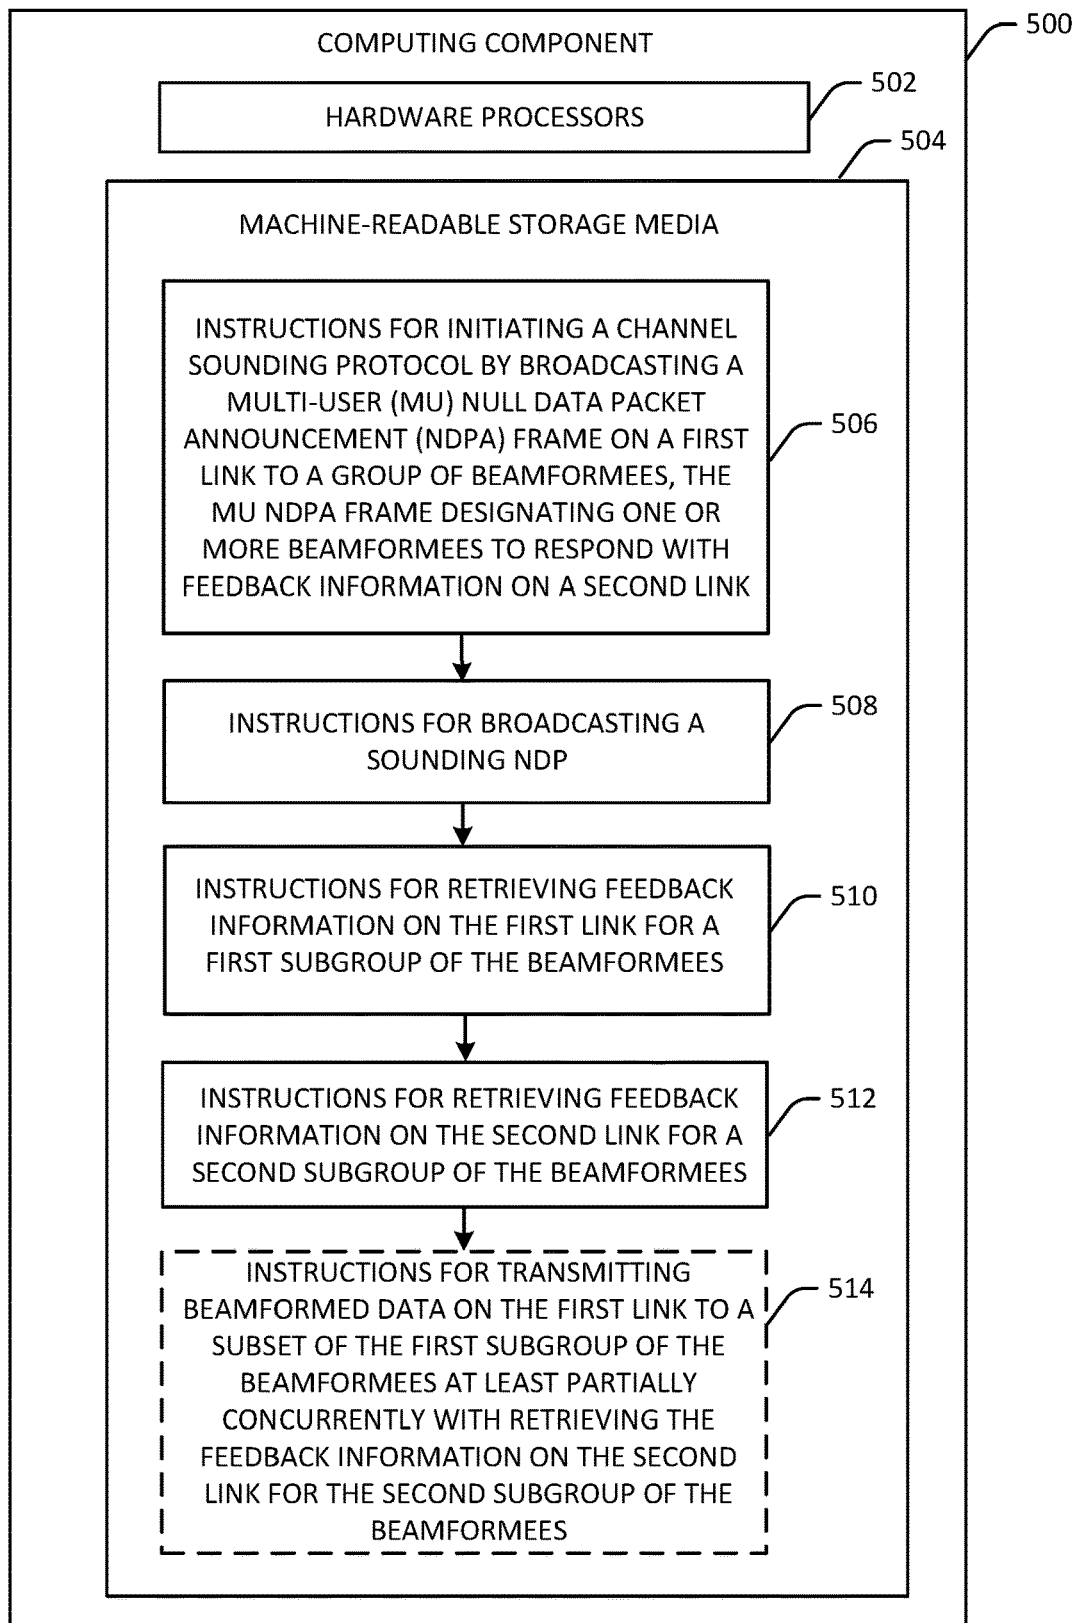 COMPUTING COMPONENT
500
HARDWARE PROCESSORS
502
504
MACHINE-READABLE STORAGE MEDIA
INSTRUCTIONS FOR INITIATING A CHANNEL
SOUNDING PROTOCOL BY BROADCASTING A
MULTI-USER (MU) NULL DATA PACKET
ANNOUNCEMENT (NDPA) FRAME ON A FIRST
LINK TO A GROUP OF BEAMFORMEES, THE
MU NDPA FRAME DESIGNATING ONE OR
MORE BEAMFORMEES TO RESPOND WITH
FEEDBACK INFORMATION ON A SECOND LINK
506
INSTRUCTIONS FOR BROADCASTING A
SOUNDING NDP
508
INSTRUCTIONS FOR RETRIEVING FEEDBACK
INFORMATION ON THE FIRST LINK FOR A
FIRST SUBGROUP OF THE BEAMFORMEES
510
INSTRUCTIONS FOR RETRIEVING FEEDBACK
INFORMATION ON THE SECOND LINK FOR A
SECOND SUBGROUP OF THE BEAMFORMEES
512
INSTRUCTIONS FOR TRANSMITTING
BEAMFORMED DATA ON THE FIRST LINK TO A
SUBSET OF THE FIRST SUBGROUP OF THE
BEAMFORMEES AT LEAST PARTIALLY
CONCURRENTLY WITH RETRIEVING THE
FEEDBACK INFORMATION ON THE SECOND
LINK FOR THE SECOND SUBGROUP OF THE
BEAMFORMEES
514